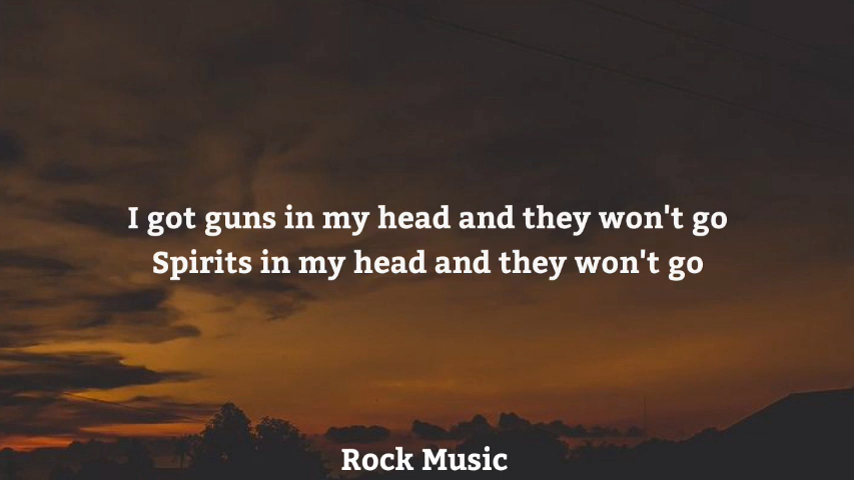 I got guns in my head and they won't go
Spirits in my head and they won't go
Rock Music